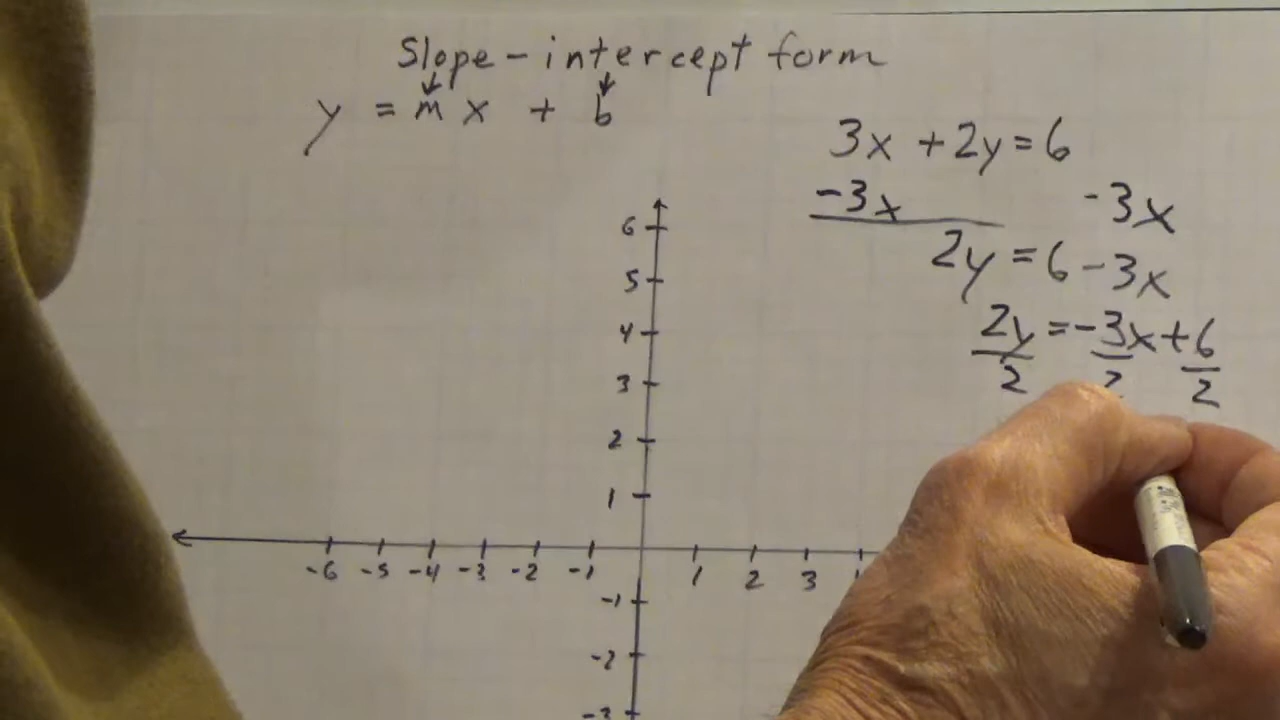 Slope-intercept form
y = mx + b
3x + 2y = 6
-3x -3x
2y = 6 - 3x
2y = -3x + 6
2 2 2
6
5
4
3
2
1
-6 -5 -4 -3 -2 -1 1 2 3
-1
-2